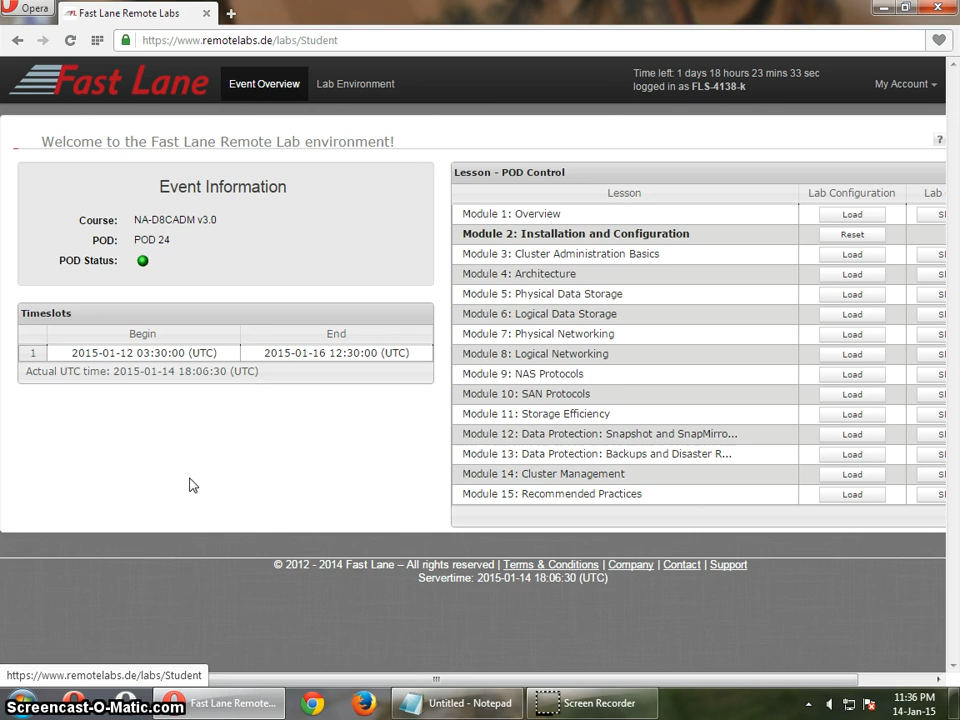 Opera
Fast Lane Remote Labs
https://www.remotelabs.de/labs/Student
Fast Lane
Event Overview
Lab Environment
Time left: 1 days 18 hours 23 mins 33 sec
logged in as FLS-4138-k
My Account
Welcome to the Fast Lane Remote Lab environment!
?
Event Information
Course: NA-D8CADM v3.0
POD: POD 24
POD Status:
Timeslots
Begin End
1 2015-01-12 03:30:00 (UTC) 2015-01-16 12:30:00 (UTC)
Actual UTC time: 2015-01-14 18:06:30 (UTC)
Lesson - POD Control
Lesson Lab Configuration Lab
Module 1: Overview Load
Module 2: Installation and Configuration Reset
Module 3: Cluster Administration Basics Load
Module 4: Architecture Load
Module 5: Physical Data Storage Load
Module 6: Logical Data Storage Load
Module 7: Physical Networking Load
Module 8: Logical Networking Load
Module 9: NAS Protocols Load
Module 10: SAN Protocols Load
Module 11: Storage Efficiency Load
Module 12: Data Protection: Snapshot and SnapMirro... Load
Module 13: Data Protection: Backups and Disaster R... Load
Module 14: Cluster Management Load
Module 15: Recommended Practices Load
© 2012 - 2014 Fast Lane – All rights reserved | Terms & Conditions | Company | Contact | Support
Servertime: 2015-01-14 18:06:30 (UTC)
https://www.remotelabs.de/labs/Student
Fast Lane Remote...
Untitled - Notepad
Screen Recorder
11:36 PM
14-Jan-15
Screencast-O-Matic.com